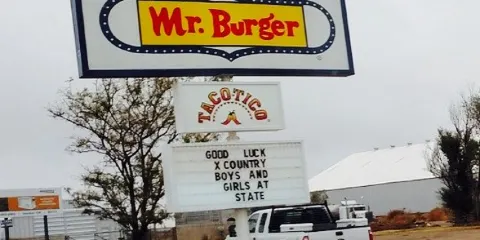 Mr. Burger
TACOTICO
GOOD LUCK
X COUNTRY
BOYS AND
GIRLS AT
STATE